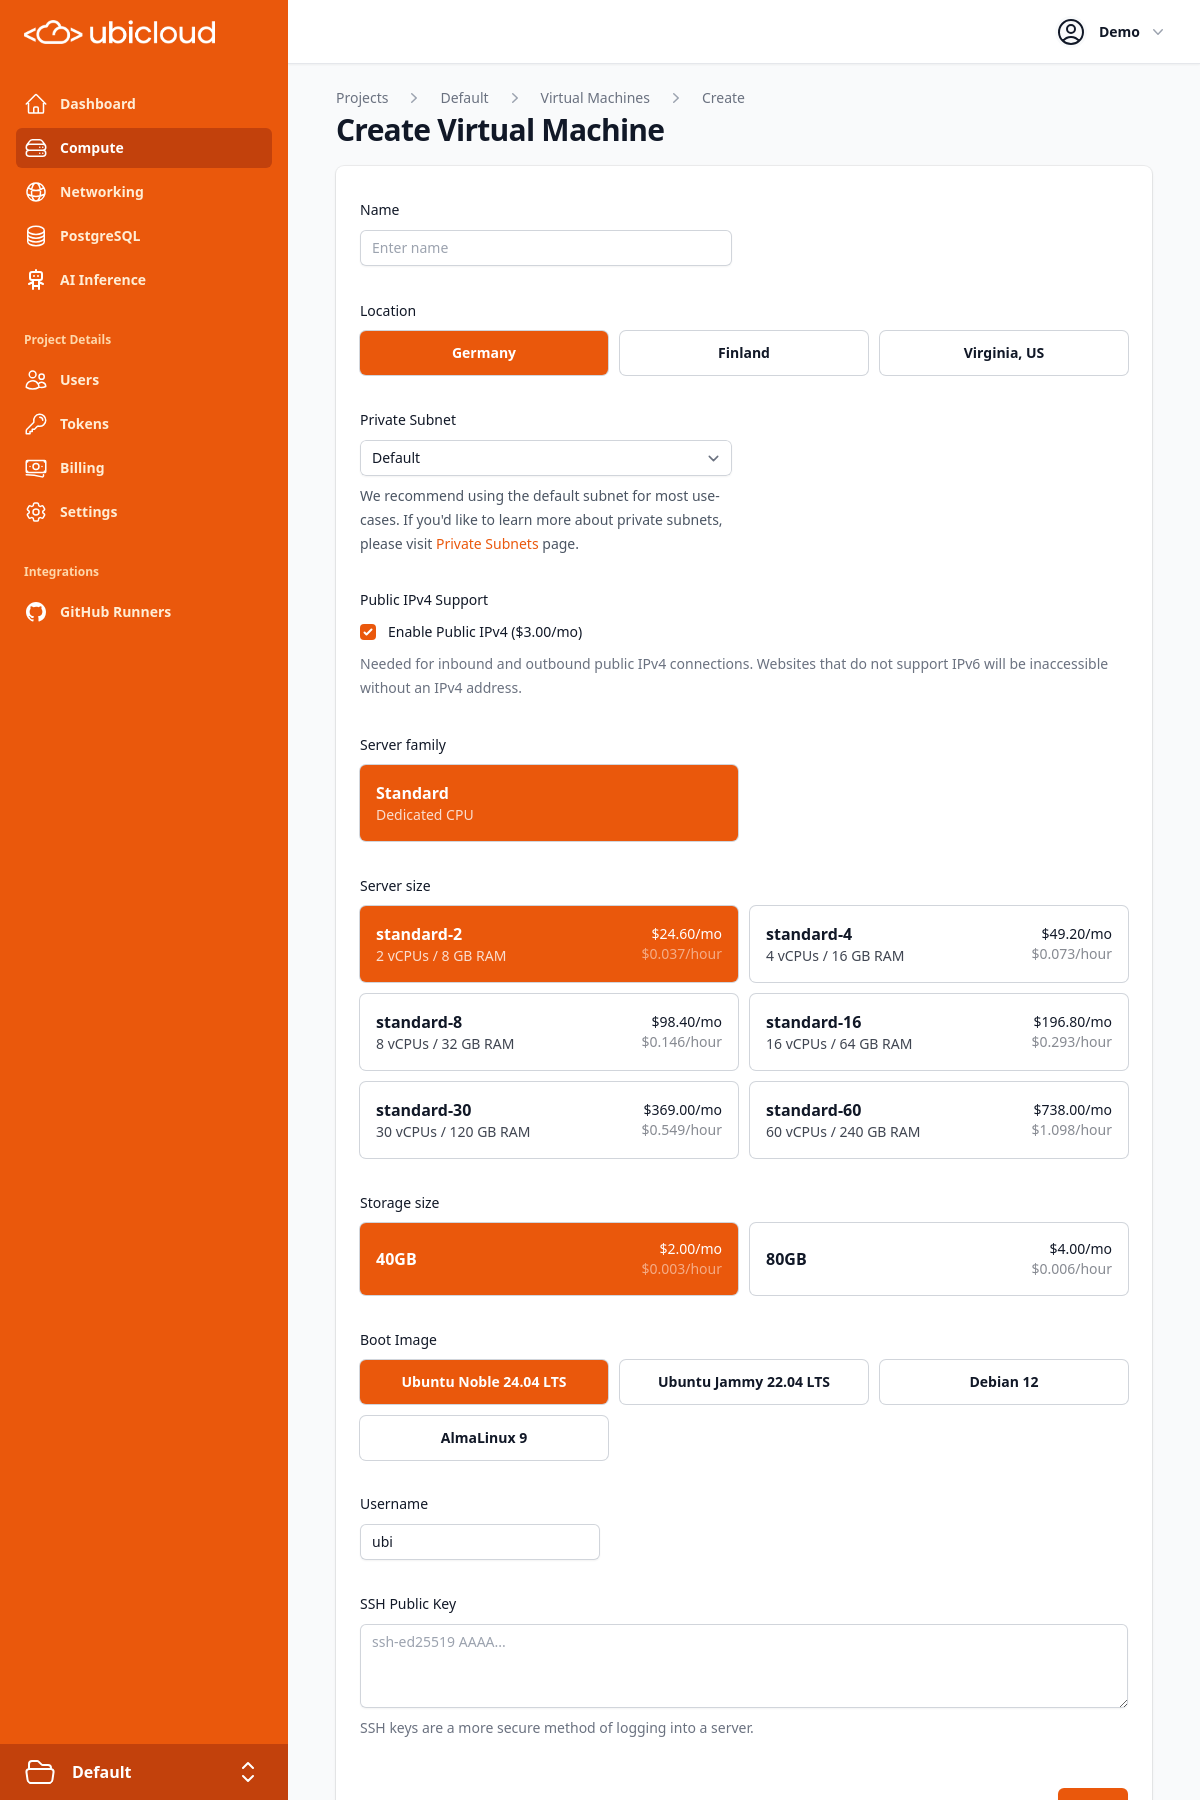 ubicloud
Demo
Dashboard
Compute
Networking
PostgreSQL
AI Inference
Project Details
Users
Tokens
Billing
Settings
Integrations
GitHub Runners
Default
Projects Default Virtual Machines Create
Create Virtual Machine
Name
Enter name
Location
Germany Finland Virginia, US
Private Subnet
Default
We recommend using the default subnet for most use-
cases. If you'd like to learn more about private subnets,
please visit Private Subnets page.
Public IPv4 Support
Enable Public IPv4 ($3.00/mo)
Needed for inbound and outbound public IPv4 connections. Websites that do not support IPv6 will be inaccessible
without an IPv4 address.
Server family
Standard
Dedicated CPU
Server size
standard-2 $24.60/mo
2 vCPUs / 8 GB RAM $0.037/hour
standard-4 $49.20/mo
4 vCPUs / 16 GB RAM $0.073/hour
standard-8 $98.40/mo
8 vCPUs / 32 GB RAM $0.146/hour
standard-16 $196.80/mo
16 vCPUs / 64 GB RAM $0.293/hour
standard-30 $369.00/mo
30 vCPUs / 120 GB RAM $0.549/hour
standard-60 $738.00/mo
60 vCPUs / 240 GB RAM $1.098/hour
Storage size
40GB $2.00/mo
$0.003/hour
80GB $4.00/mo
$0.006/hour
Boot Image
Ubuntu Noble 24.04 LTS Ubuntu Jammy 22.04 LTS Debian 12
AlmaLinux 9
Username
ubi
SSH Public Key
ssh-ed25519 AAAA...
SSH keys are a more secure method of logging into a server.